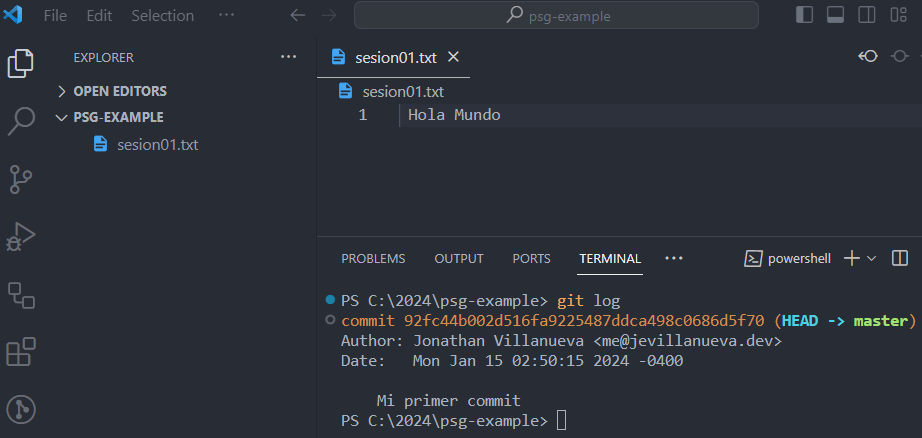 File Edit Selection ··· psg-example
EXPLORER ···
OPEN EDITORS
PSG-EXAMPLE
sesion01.txt
sesion01.txt
sesion01.txt
1 Hola Mundo
PROBLEMS OUTPUT PORTS TERMINAL ··· powershell
PS C:\2024\psg-example> git log
commit 92fc44b002d516fa9225487ddca498c0686d5f70 (HEAD -> master)
Author: Jonathan Villanueva <me@jevillanueva.dev>
Date: Mon Jan 15 02:50:15 2024 -0400
Mi primer commit
PS C:\2024\psg-example>